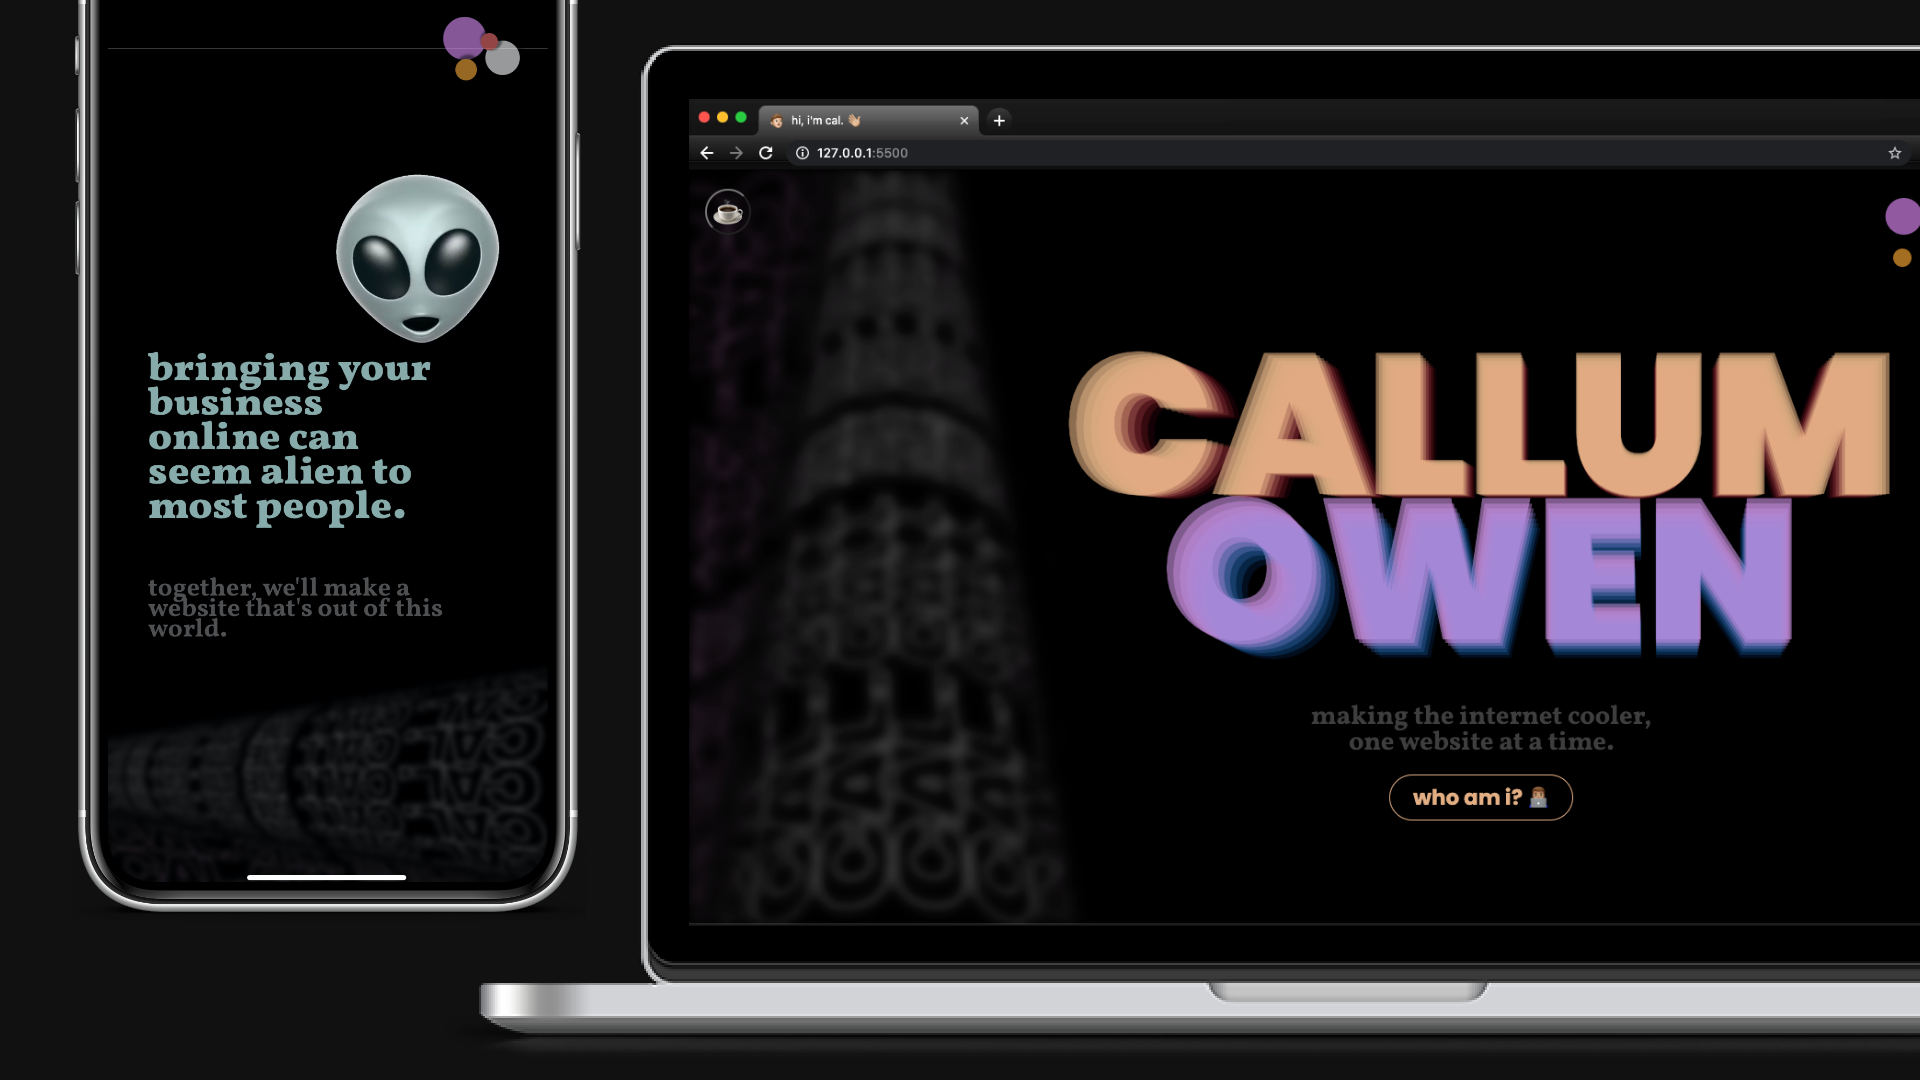 bringing your
business
online can
seem alien to
most people.
together, we'll make a
website that's out of this
world.
hi, i'm cal.
127.0.0.1:5500
CALLUM
OWEN
making the internet cooler,
one website at a time.
who am i?